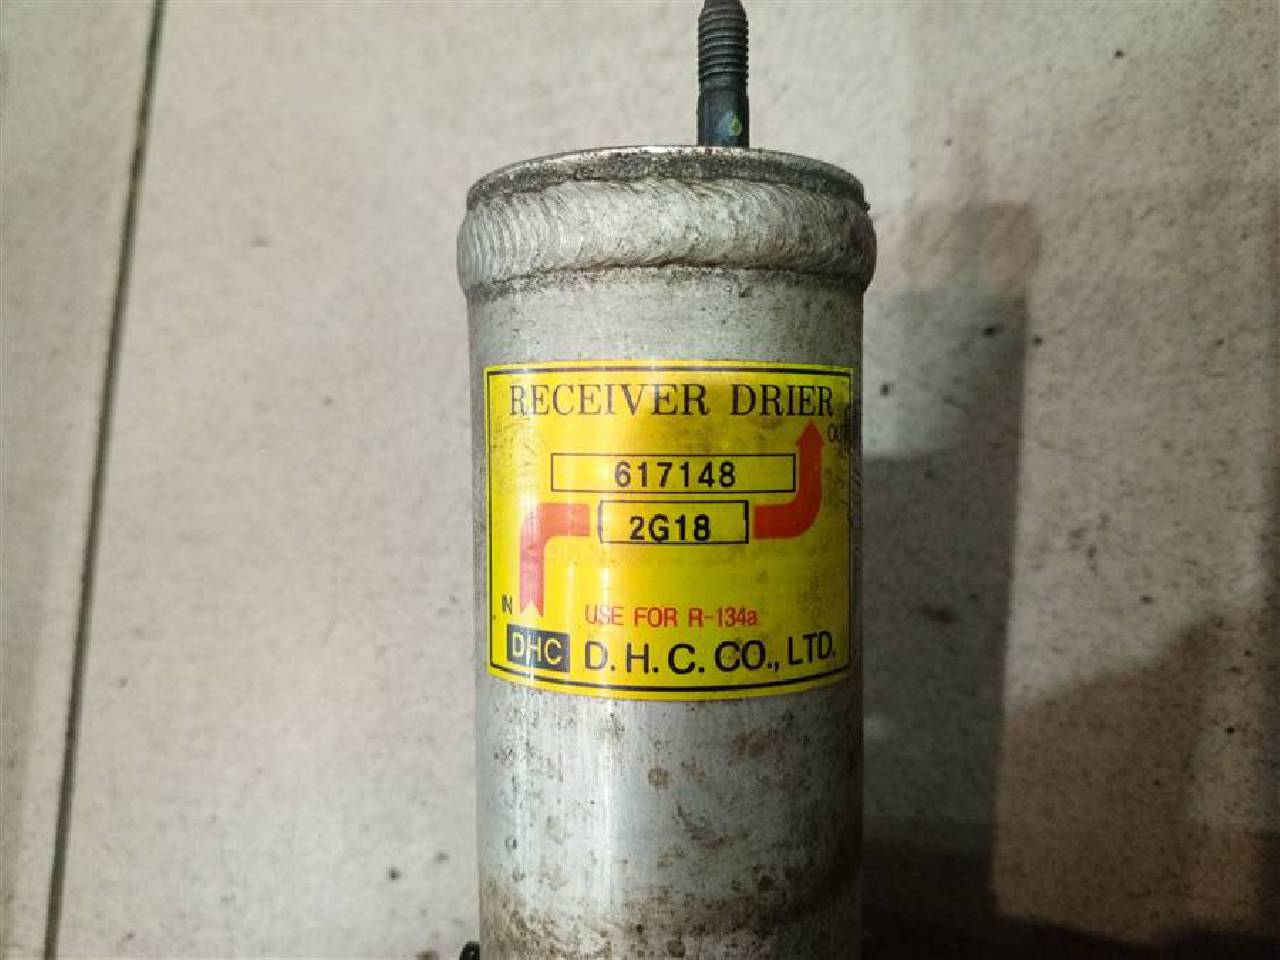 RECEIVER DRIER
OUT
617148
2G18
IN
USE FOR R-134a
DHC D. H. C. CO., LTD.